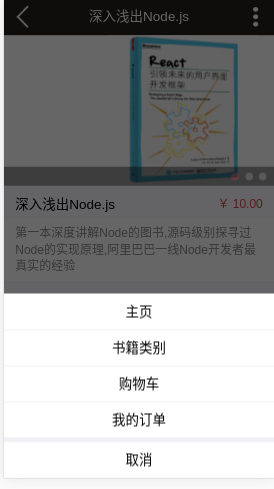 深入浅出Node.js
React
引领未来的用户界面
开发框架
深入浅出Node.js
¥ 10.00
第一本深度讲解Node的图书,源码级别探寻过
Node的实现原理,阿里巴巴一线Node开发者最
真实的经验
主页
书籍类别
购物车
我的订单
取消